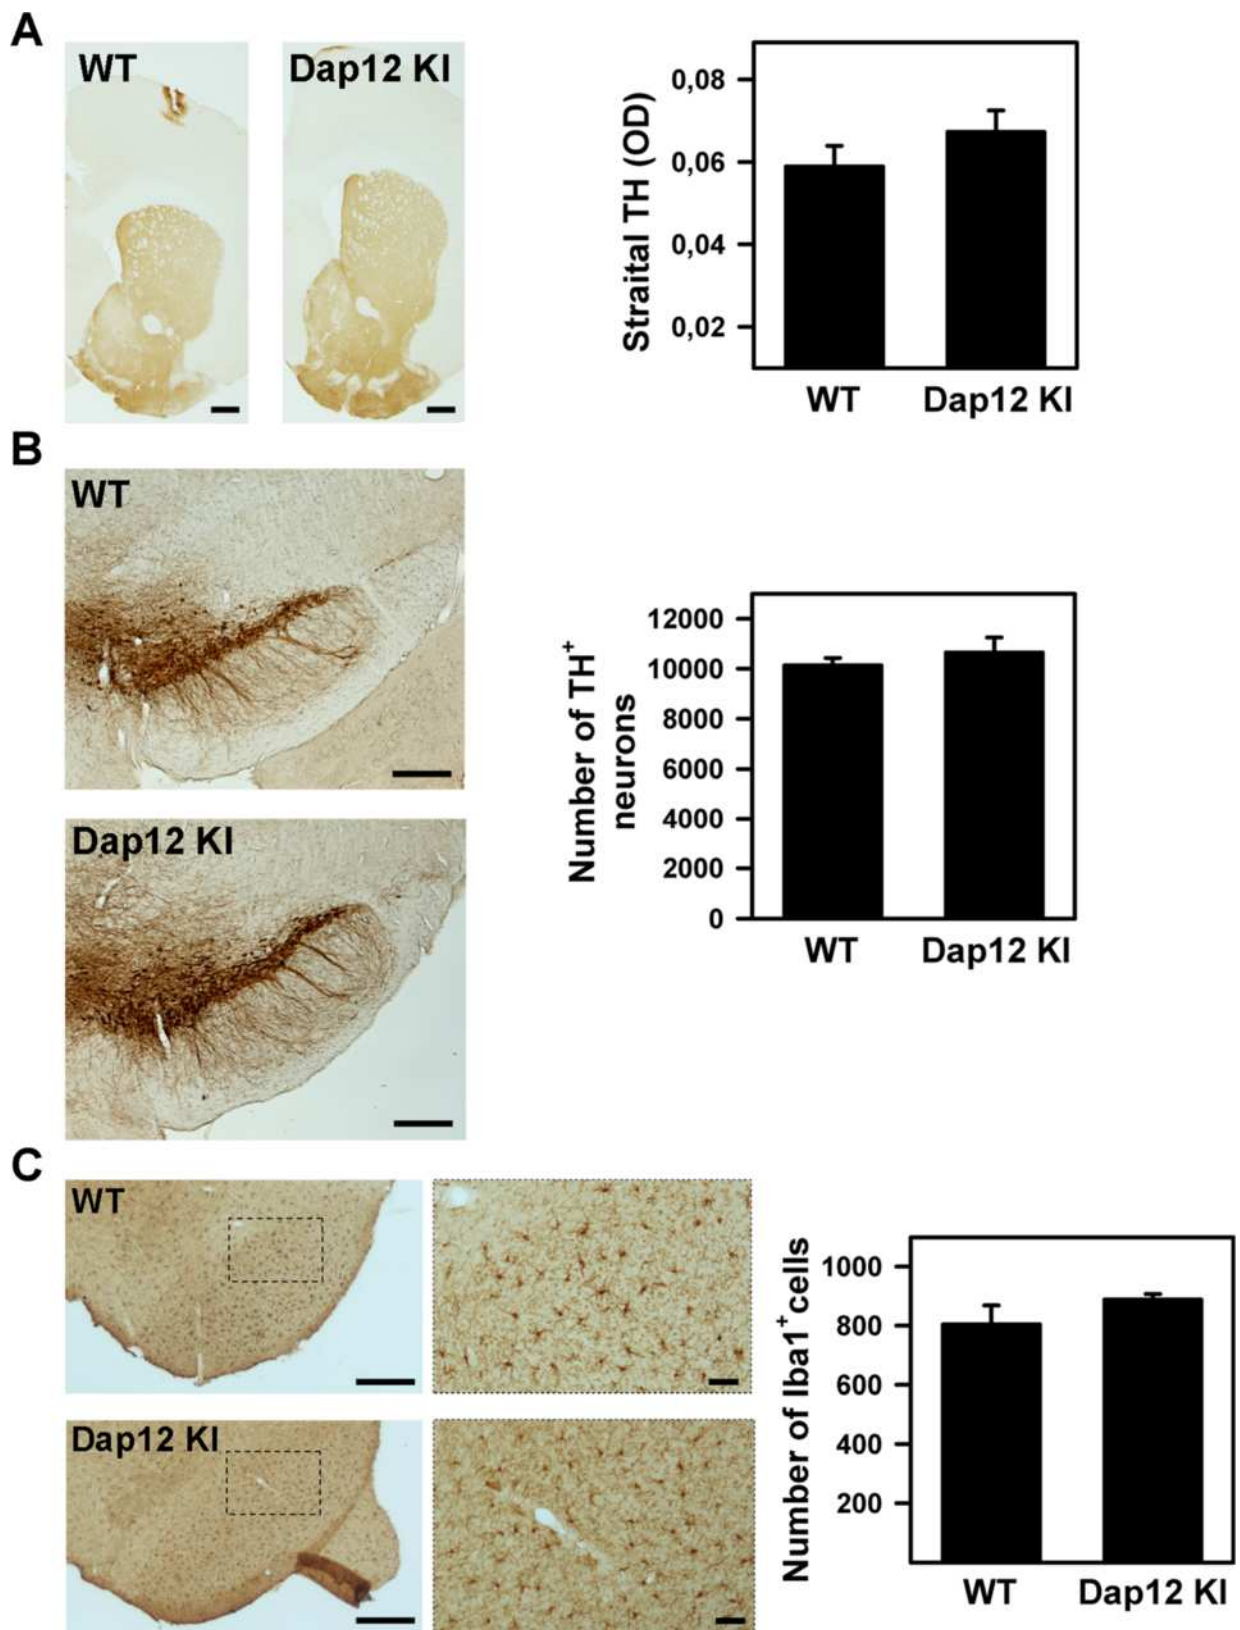 A
WT
Dap12 KI
Straital TH (OD)
0,08
0,06
0,04
0,02
WT
Dap12 KI
B
WT
Dap12 KI
Number of TH+
neurons
12000
10000
8000
6000
4000
2000
0
WT
Dap12 KI
C
WT
Dap12 KI
Number of Iba1+cells
1000
800
600
400
200
WT
Dap12 KI